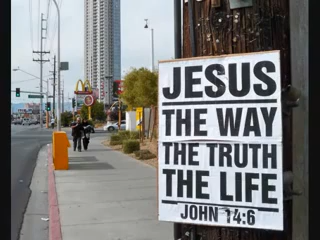 JESUS
THE WAY
THE TRUTH
THE LIFE
JOHN 14:6